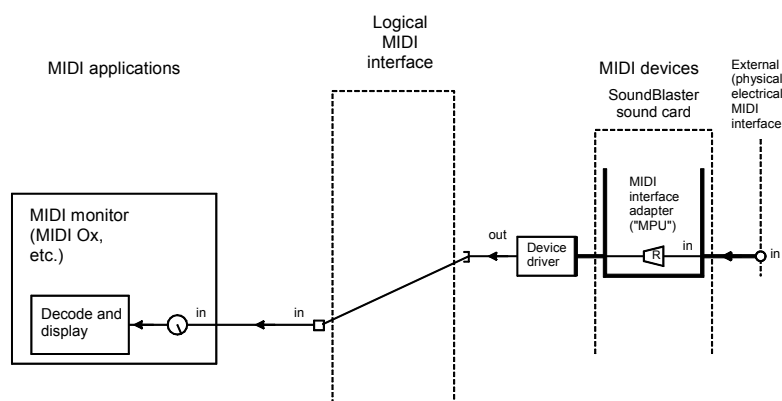 Logical
MIDI
interface
MIDI applications
MIDI devices
SoundBlaster
sound card
External
(physical
electrical
MIDI
interface
MIDI monitor
(MIDI Ox,
etc.)
MIDI
interface
adapter
("MPU")
out
Device
driver
R
in
in
Decode and
display
in
in